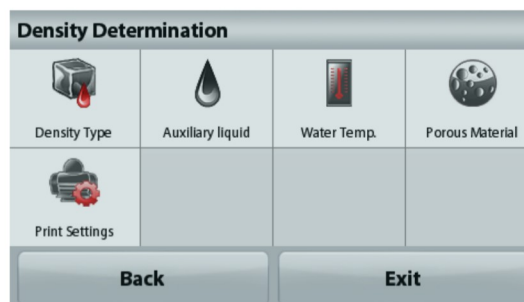 Density Determination
Density Type
Auxiliary liquid
Water Temp.
Porous Material
Print Settings
Back
Exit